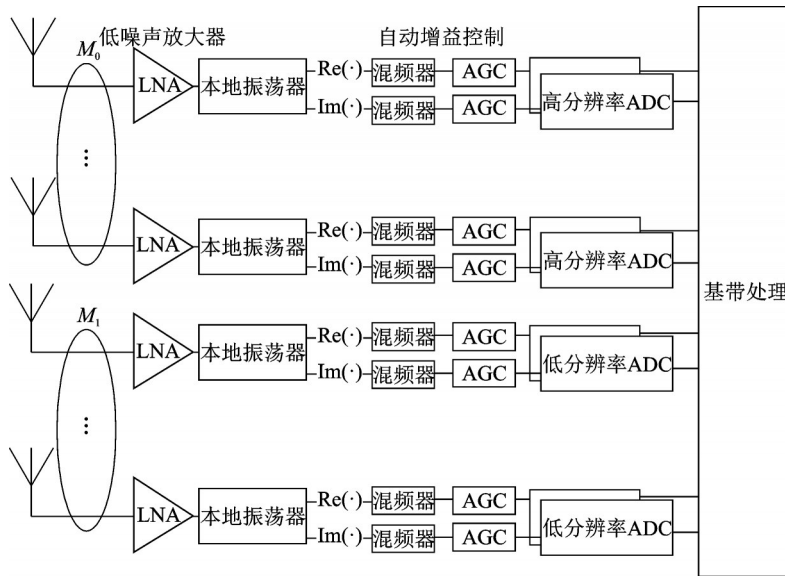 低噪声放大器
自动增益控制
M₀
LNA
本地振荡器
Re(·)
混频器
AGC
Im(·)
混频器
AGC
高分辨率ADC
...
LNA
本地振荡器
Re(·)
混频器
AGC
Im(·)
混频器
AGC
高分辨率ADC
基带处理
M₁
LNA
本地振荡器
Re(·)
混频器
AGC
Im(·)
混频器
AGC
低分辨率ADC
...
LNA
本地振荡器
Re(·)
混频器
AGC
Im(·)
混频器
AGC
低分辨率ADC